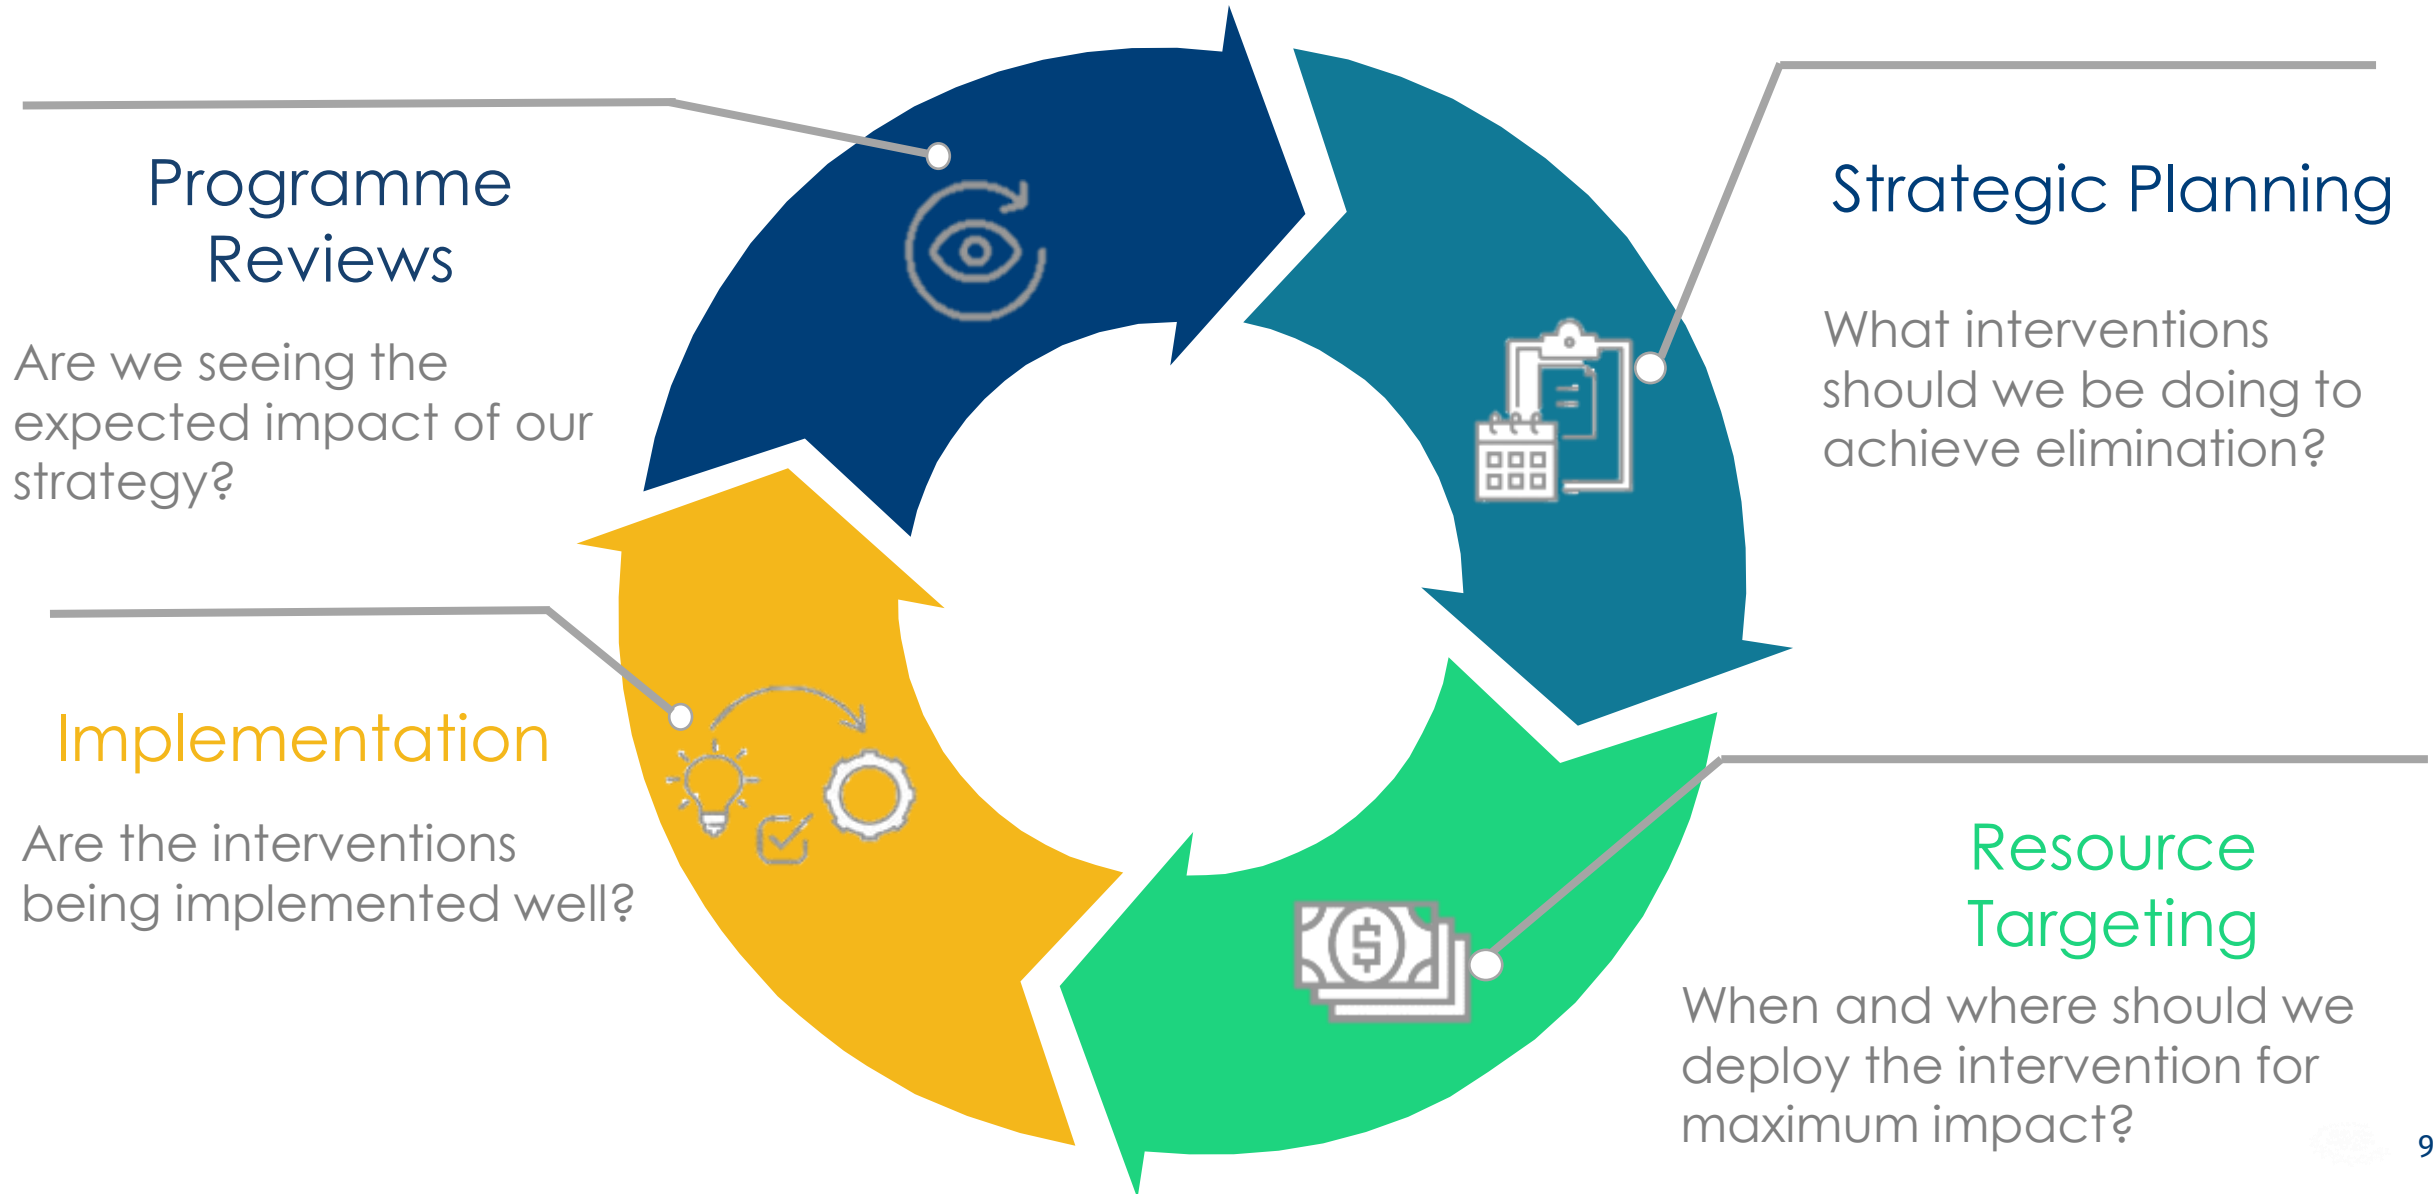 Programme
Reviews
Are we seeing the
expected impact of our
strategy?
Strategic Planning
What interventions
should we be doing to
achieve elimination?
Implementation
Are the interventions
being implemented well?
Resource
Targeting
When and where should we
deploy the intervention for
maximum impact?
$
9